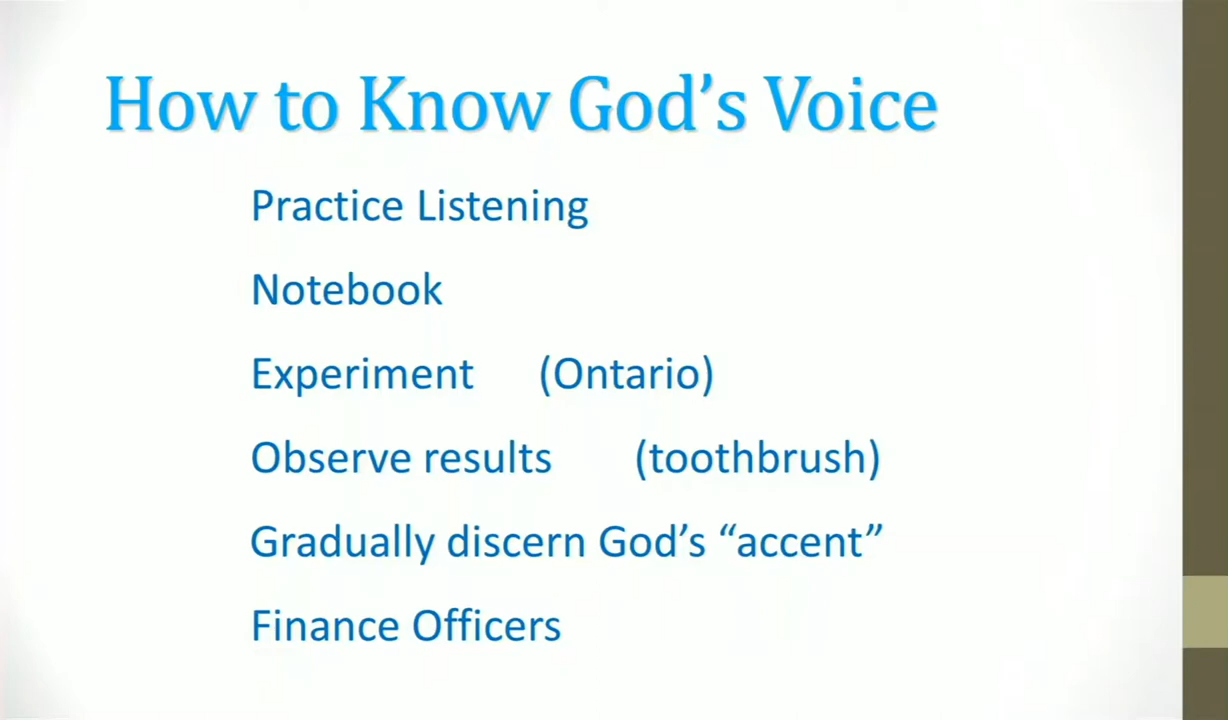 How to Know God’s Voice
Practice Listening
Notebook
Experiment (Ontario)
Observe results (toothbrush)
Gradually discern God’s “accent”
Finance Officers